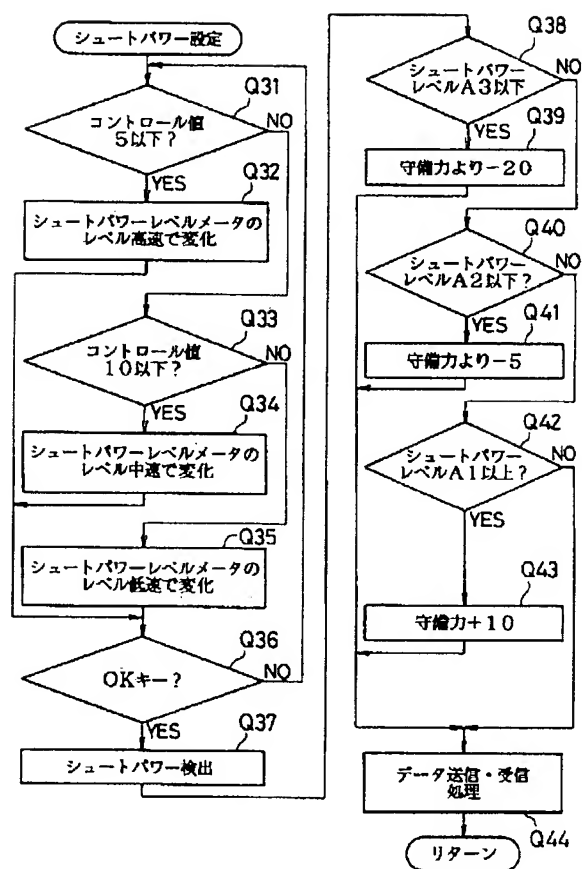 シュートパワー設定
Q31
コントロール値
5以下?
NO
YES
Q32
シュートパワーレベルメータの
レベル高速で変化
Q33
コントロール値
10以下?
NO
YES
Q34
シュートパワーレベルメータの
レベル中速で変化
Q35
シュートパワーレベルメータの
レベル低速で変化
Q36
OKキー?
NO
YES
Q37
シュートパワー検出
Q38
シュートパワー
レベルA3以下
NO
YES
Q39
守備力より-20
Q40
シュートパワー
レベルA2以下?
NO
YES
Q41
守備力より-5
Q42
シュートパワー
レベルA1以上?
NO
YES
Q43
守備力+10
データ送信・受信
処理
Q44
リターン